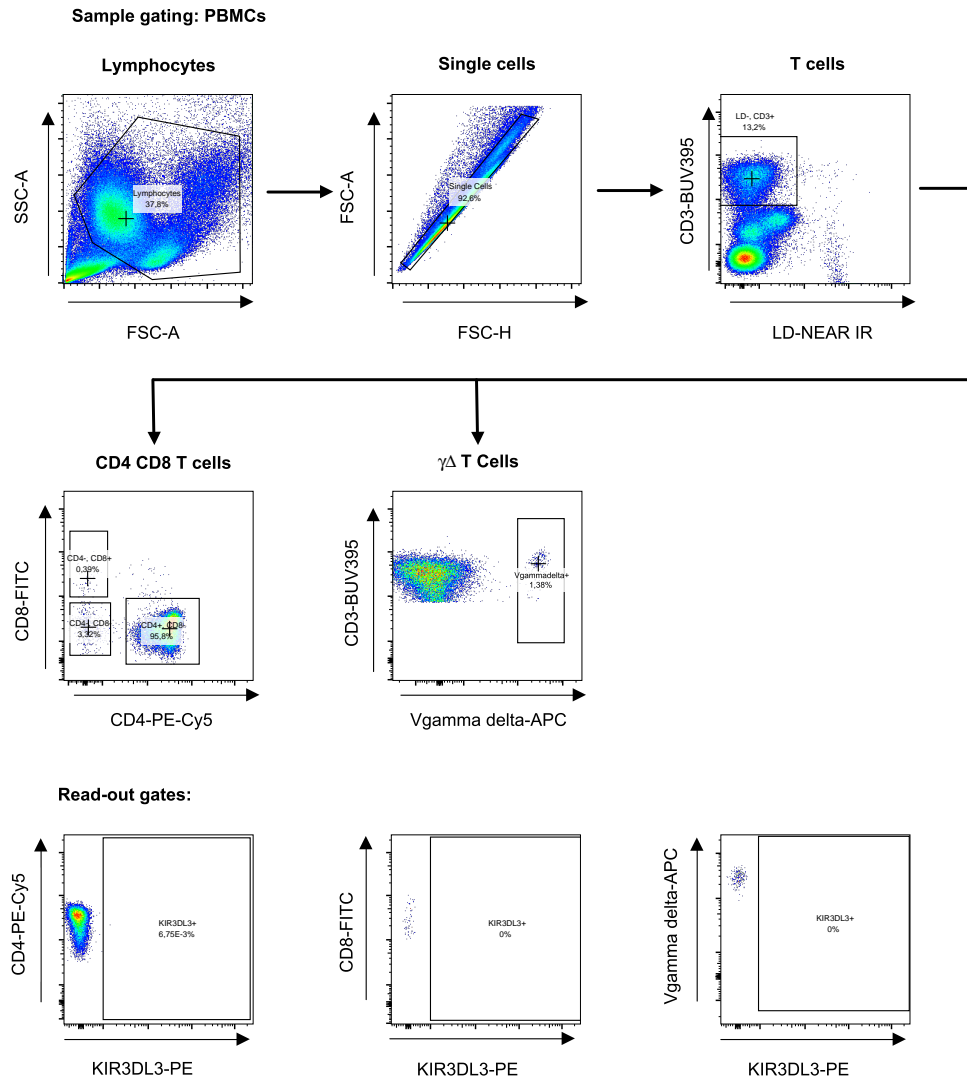 Sample gating: PBMCs
Lymphocytes
Single cells
T cells
SSC-A
Lymphocytes
37,8%
FSC-A
FSC-A
Single Cells
92,6%
FSC-H
CD3-BUV395
LD-, CD3+
13,2%
LD-NEAR IR
CD4 CD8 T cells
γΔ T Cells
CD8-FITC
CD4-, CD8+
0,39%
CD4-, CD8-
3,32%
CD4+, CD8-
95,8%
CD4-PE-Cy5
CD3-BUV395
Vgammadelta+
1,38%
Vgamma delta-APC
Read-out gates:
CD4-PE-Cy5
KIR3DL3+
6,75E-3%
KIR3DL3-PE
CD8-FITC
KIR3DL3+
0%
KIR3DL3-PE
Vgamma delta-APC
KIR3DL3+
0%
KIR3DL3-PE